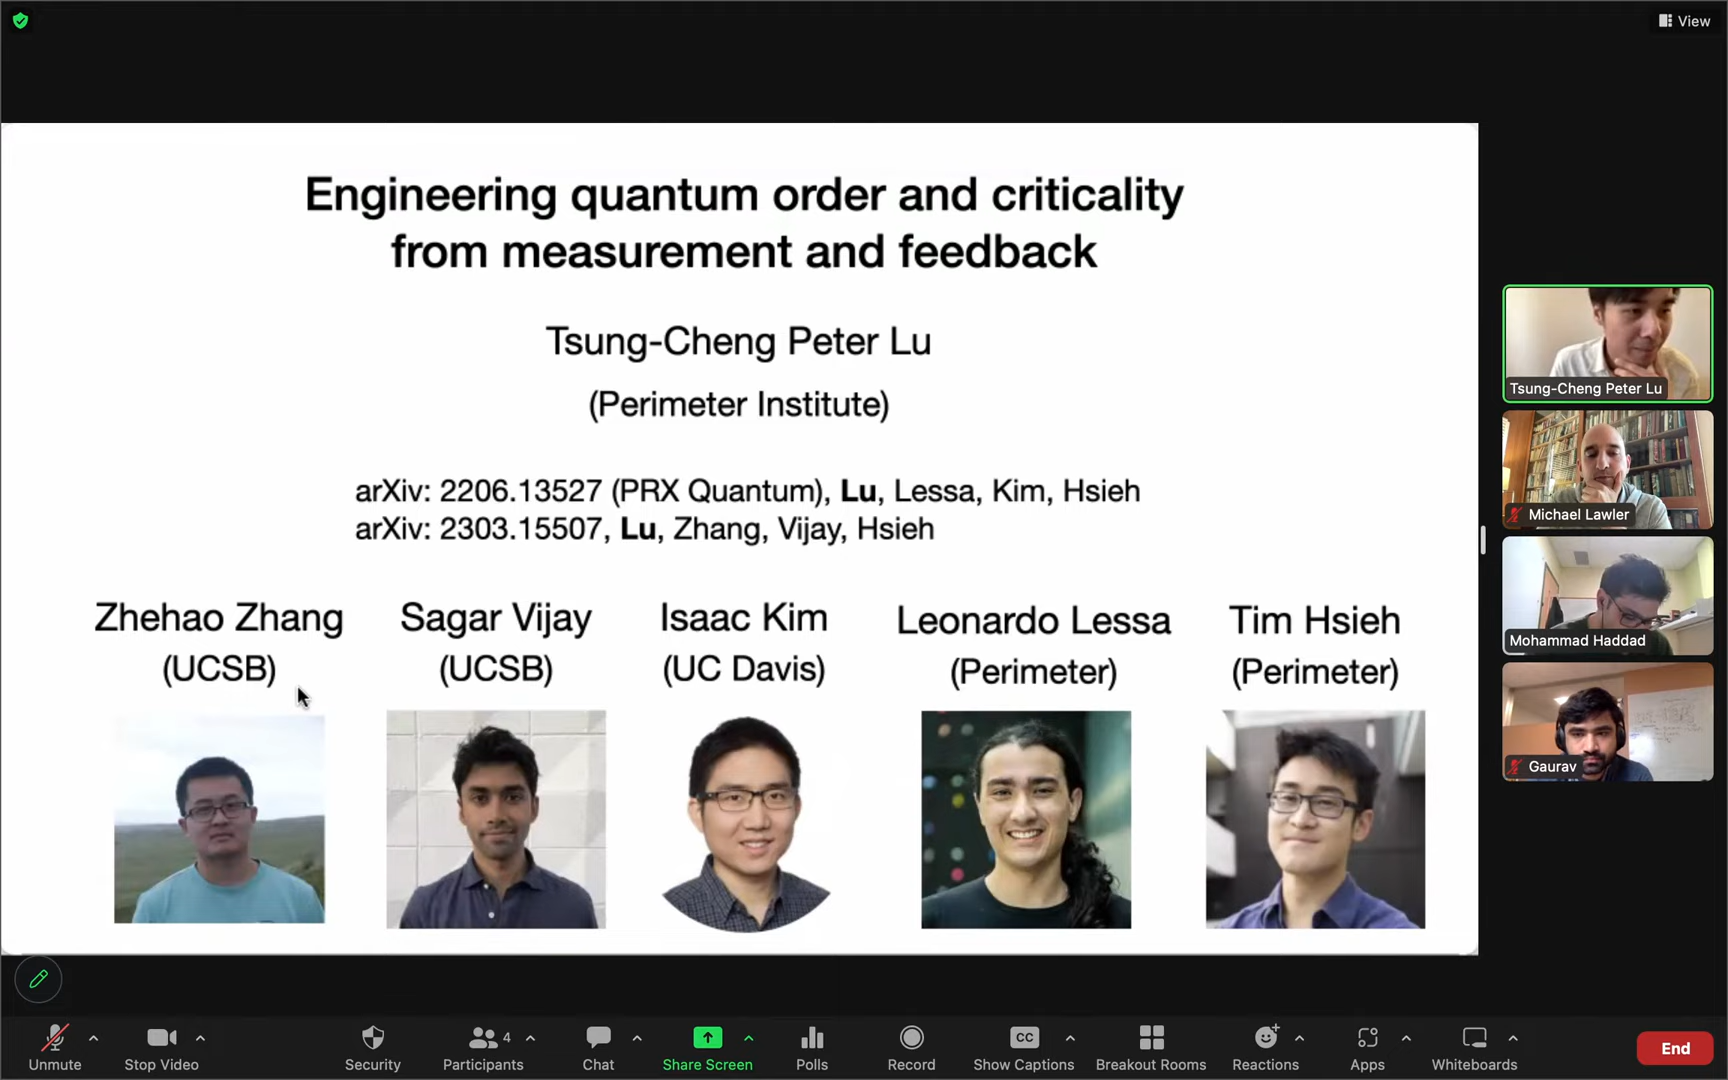 View
Engineering quantum order and criticality
from measurement and feedback
Tsung-Cheng Peter Lu
(Perimeter Institute)
arXiv: 2206.13527 (PRX Quantum), Lu, Lessa, Kim, Hsieh
arXiv: 2303.15507, Lu, Zhang, Vijay, Hsieh
Zhehao Zhang
(UCSB)
Sagar Vijay
(UCSB)
Isaac Kim
(UC Davis)
Leonardo Lessa
(Perimeter)
Tim Hsieh
(Perimeter)
Tsung-Cheng Peter Lu
Michael Lawler
Mohammad Haddad
Gaurav
Unmute
Stop Video
Security
4
Participants
Chat
Share Screen
Polls
Record
CC
Show Captions
Breakout Rooms
Reactions
Apps
Whiteboards
End